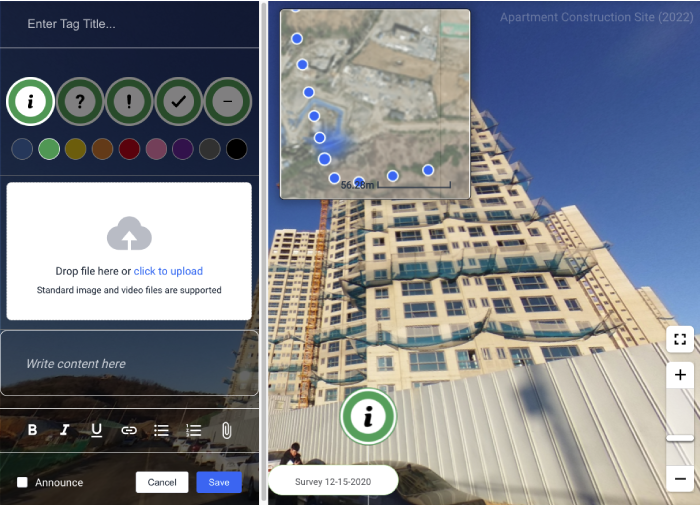 Enter Tag Title...
i ? ! ✓ −
Drop file here or click to upload
Standard image and video files are supported
Write content here
B I U
Announce
Cancel
Save
Apartment Construction Site (2022)
56.28m
+
−
i
Survey 12-15-2020